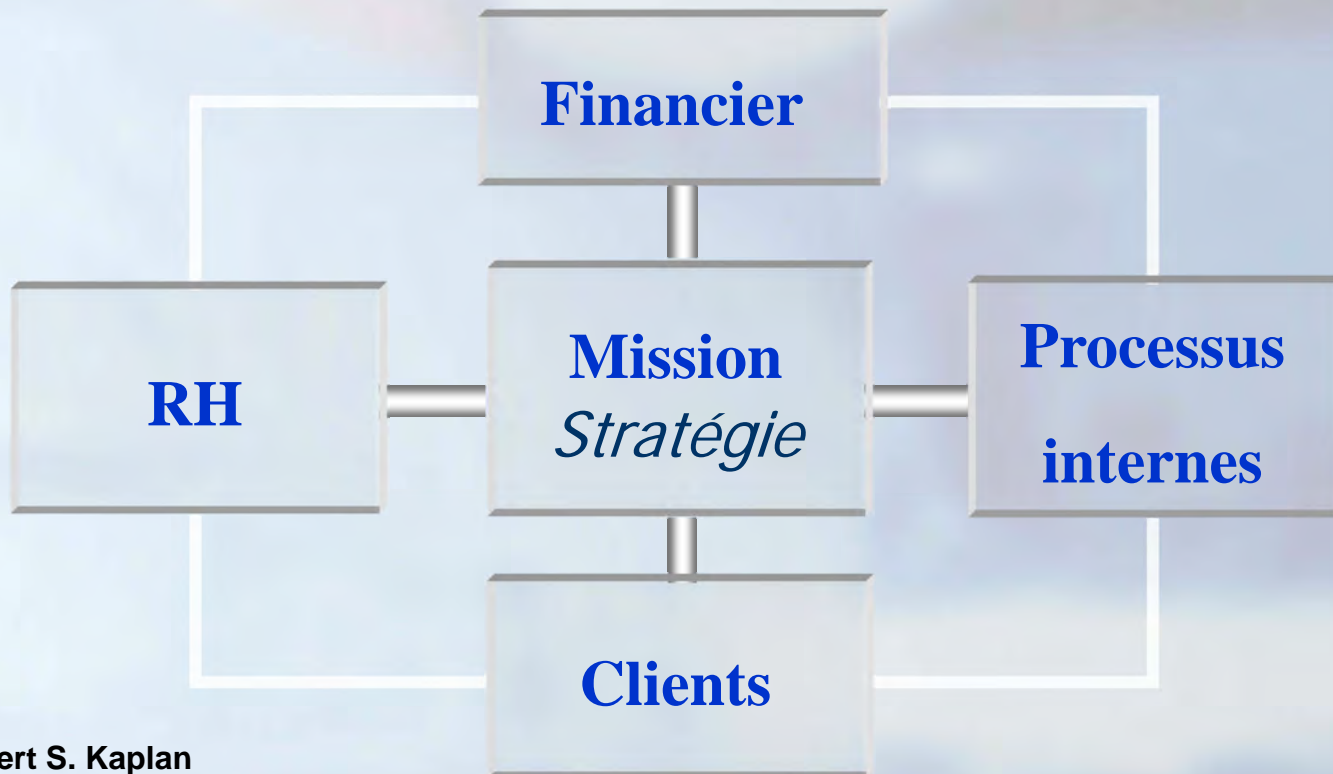 Financier
RH
Mission
Stratégie
Processus
internes
Clients
ert S. Kaplan